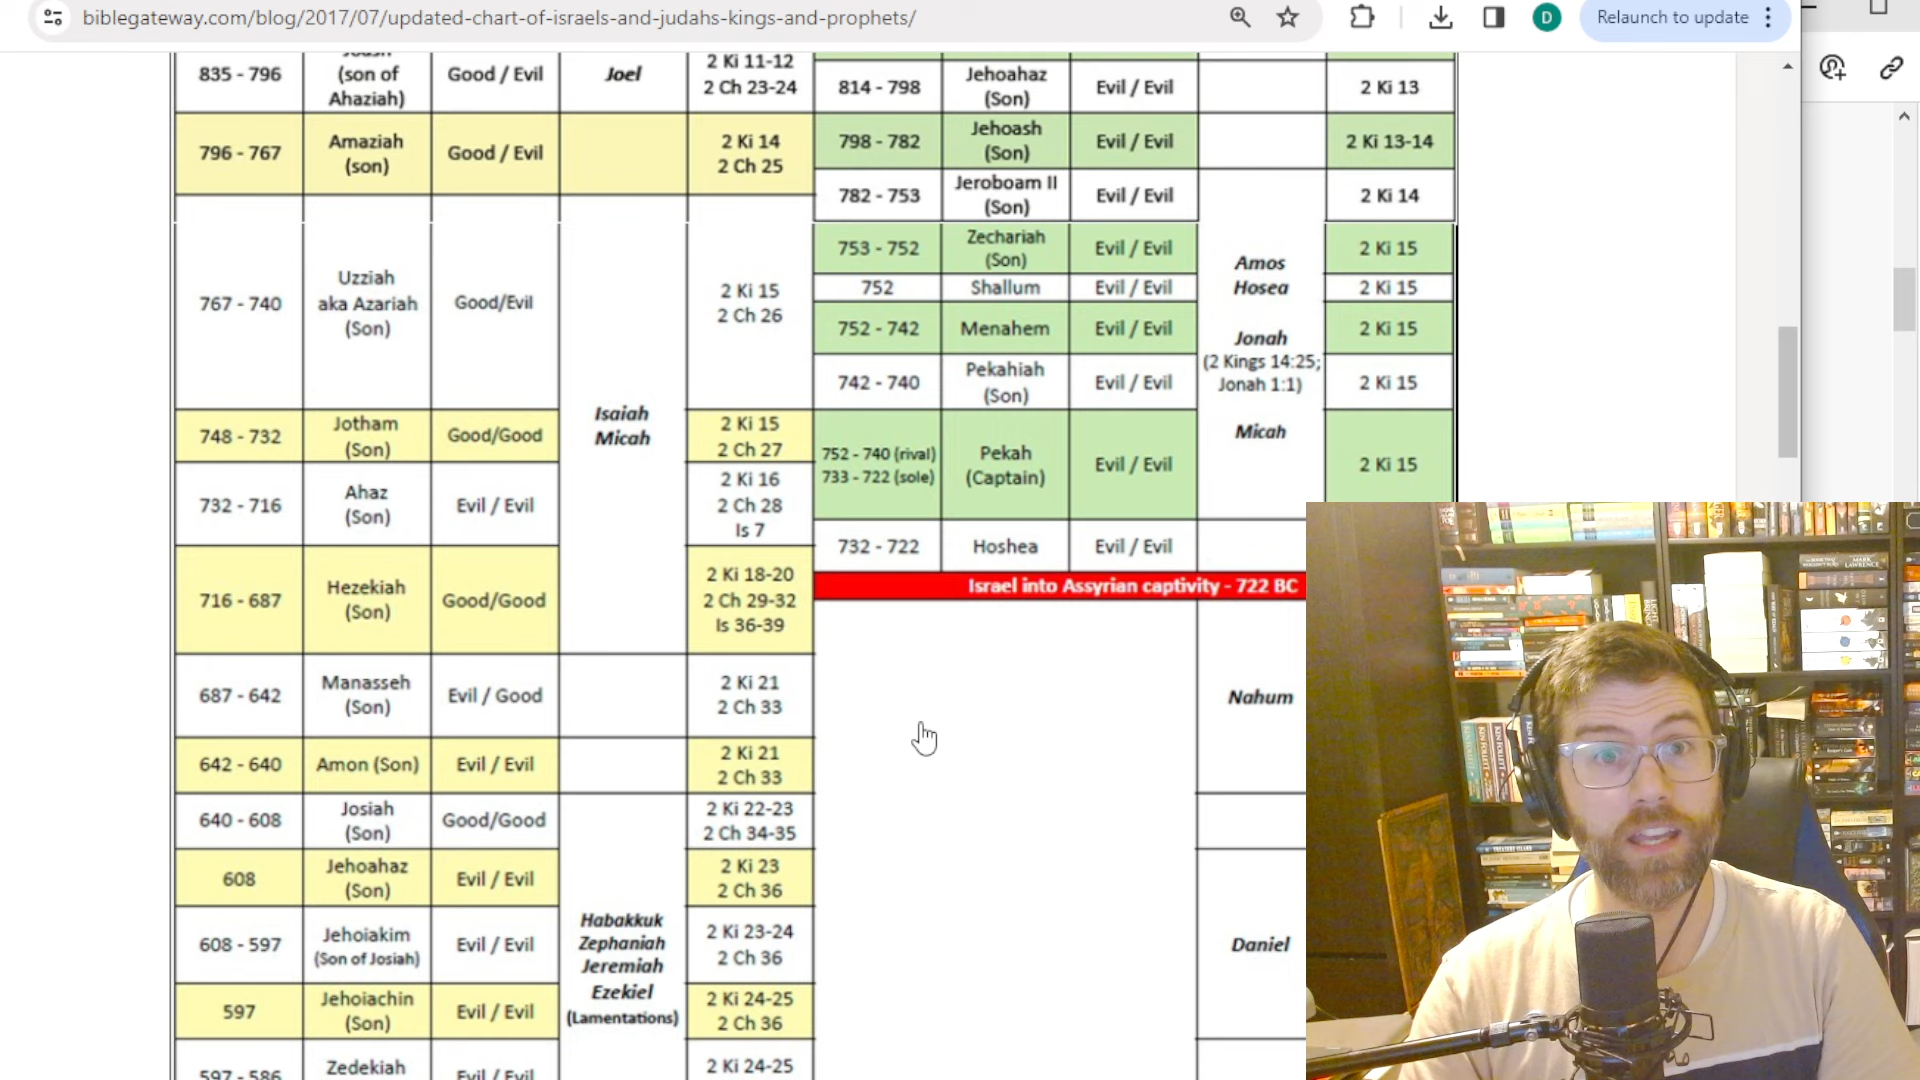 biblegateway.com/blog/2017/07/updated-chart-of-israels-and-judahs-kings-and-prophets/
D
Relaunch to update
835 - 796
(son of
Ahaziah)
Good / Evil
Joel
2 Ki 11-12
2 Ch 23-24
796 - 767
Amaziah
(son)
Good / Evil
2 Ki 14
2 Ch 25
767 - 740
Uzziah
aka Azariah
(Son)
Good/Evil
2 Ki 15
2 Ch 26
Isaiah
Micah
748 - 732
Jotham
(Son)
Good/Good
2 Ki 15
2 Ch 27
732 - 716
Ahaz
(Son)
Evil / Evil
2 Ki 16
2 Ch 28
Is 7
716 - 687
Hezekiah
(Son)
Good/Good
2 Ki 18-20
2 Ch 29-32
Is 36-39
687 - 642
Manasseh
(Son)
Evil / Good
2 Ki 21
2 Ch 33
642 - 640
Amon (Son)
Evil / Evil
2 Ki 21
2 Ch 33
640 - 608
Josiah
(Son)
Good/Good
2 Ki 22-23
2 Ch 34-35
608
Jehoahaz
(Son)
Evil / Evil
2 Ki 23
2 Ch 36
Habakkuk
Zephaniah
Jeremiah
Ezekiel
(Lamentations)
608 - 597
Jehoiakim
(Son of Josiah)
Evil / Evil
2 Ki 23-24
2 Ch 36
597
Jehoiachin
(Son)
Evil / Evil
2 Ki 24-25
2 Ch 36
597 - 586
Zedekiah
Evil / Evil
2 Ki 24-25
814 - 798
Jehoahaz
(Son)
Evil / Evil
2 Ki 13
798 - 782
Jehoash
(Son)
Evil / Evil
2 Ki 13-14
782 - 753
Jeroboam II
(Son)
Evil / Evil
2 Ki 14
753 - 752
Zechariah
(Son)
Evil / Evil
2 Ki 15
Amos
Hosea
Jonah
(2 Kings 14:25;
Jonah 1:1)
Micah
752
Shallum
Evil / Evil
2 Ki 15
752 - 742
Menahem
Evil / Evil
2 Ki 15
742 - 740
Pekahiah
(Son)
Evil / Evil
2 Ki 15
752 - 740 (rival)
733 - 722 (sole)
Pekah
(Captain)
Evil / Evil
2 Ki 15
732 - 722
Hoshea
Evil / Evil
Israel into Assyrian captivity - 722 BC
Nahum
Daniel